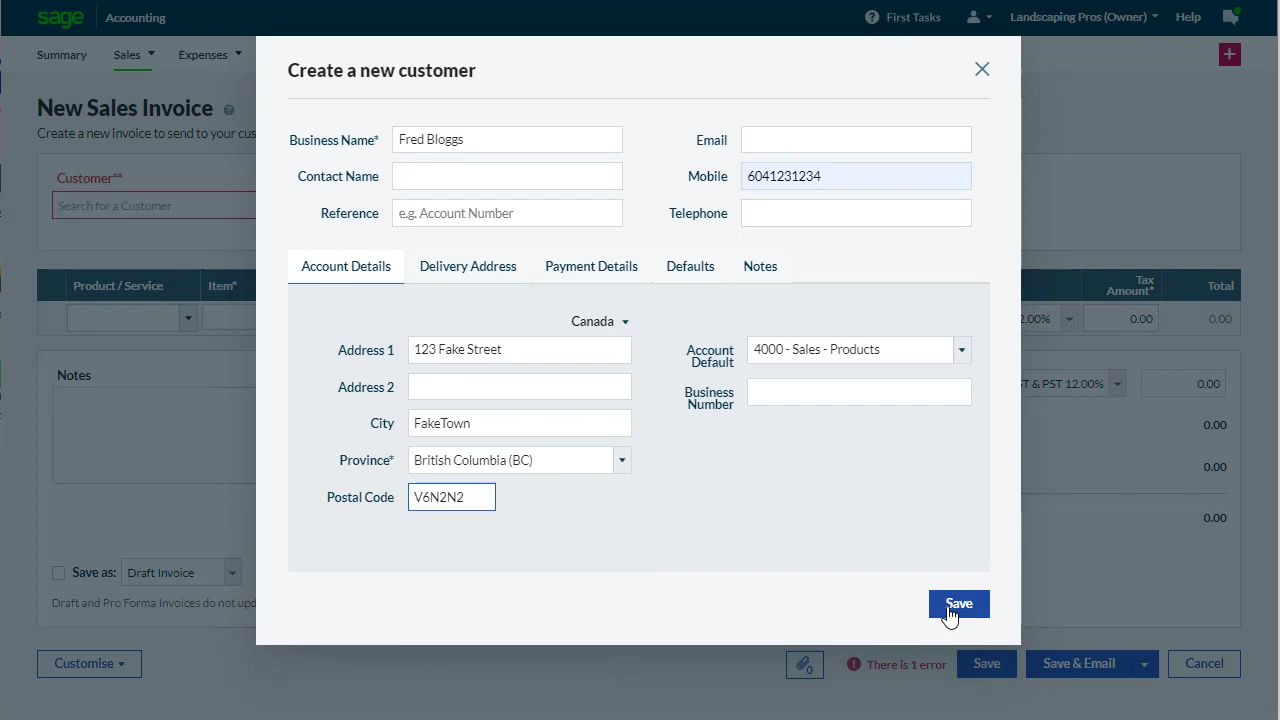 sage Accounting First Tasks Landscaping Pros (Owner) Help
Summary Sales Expenses
Create a new customer
New Sales Invoice
Create a new invoice to send to your cus
Business Name* Fred Bloggs Email
Contact Name Mobile 6041231234
Reference e.g. Account Number Telephone
Customer**
Search for a Customer
Account Details Delivery Address Payment Details Defaults Notes
Product / Service Item* Tax Amount* Total
2.00% 0.00 0.00
Canada
Address 1 123 Fake Street Account Default 4000 - Sales - Products
Address 2 Business Number
City FakeTown
Province* British Columbia (BC)
Postal Code V6N2N2
Notes
T & PST 12.00% 0.00
0.00
0.00
0.00
Save as: Draft Invoice
Draft and Pro Forma Invoices do not upd
Save
Customise 0 There is 1 error Save Save & Email Cancel